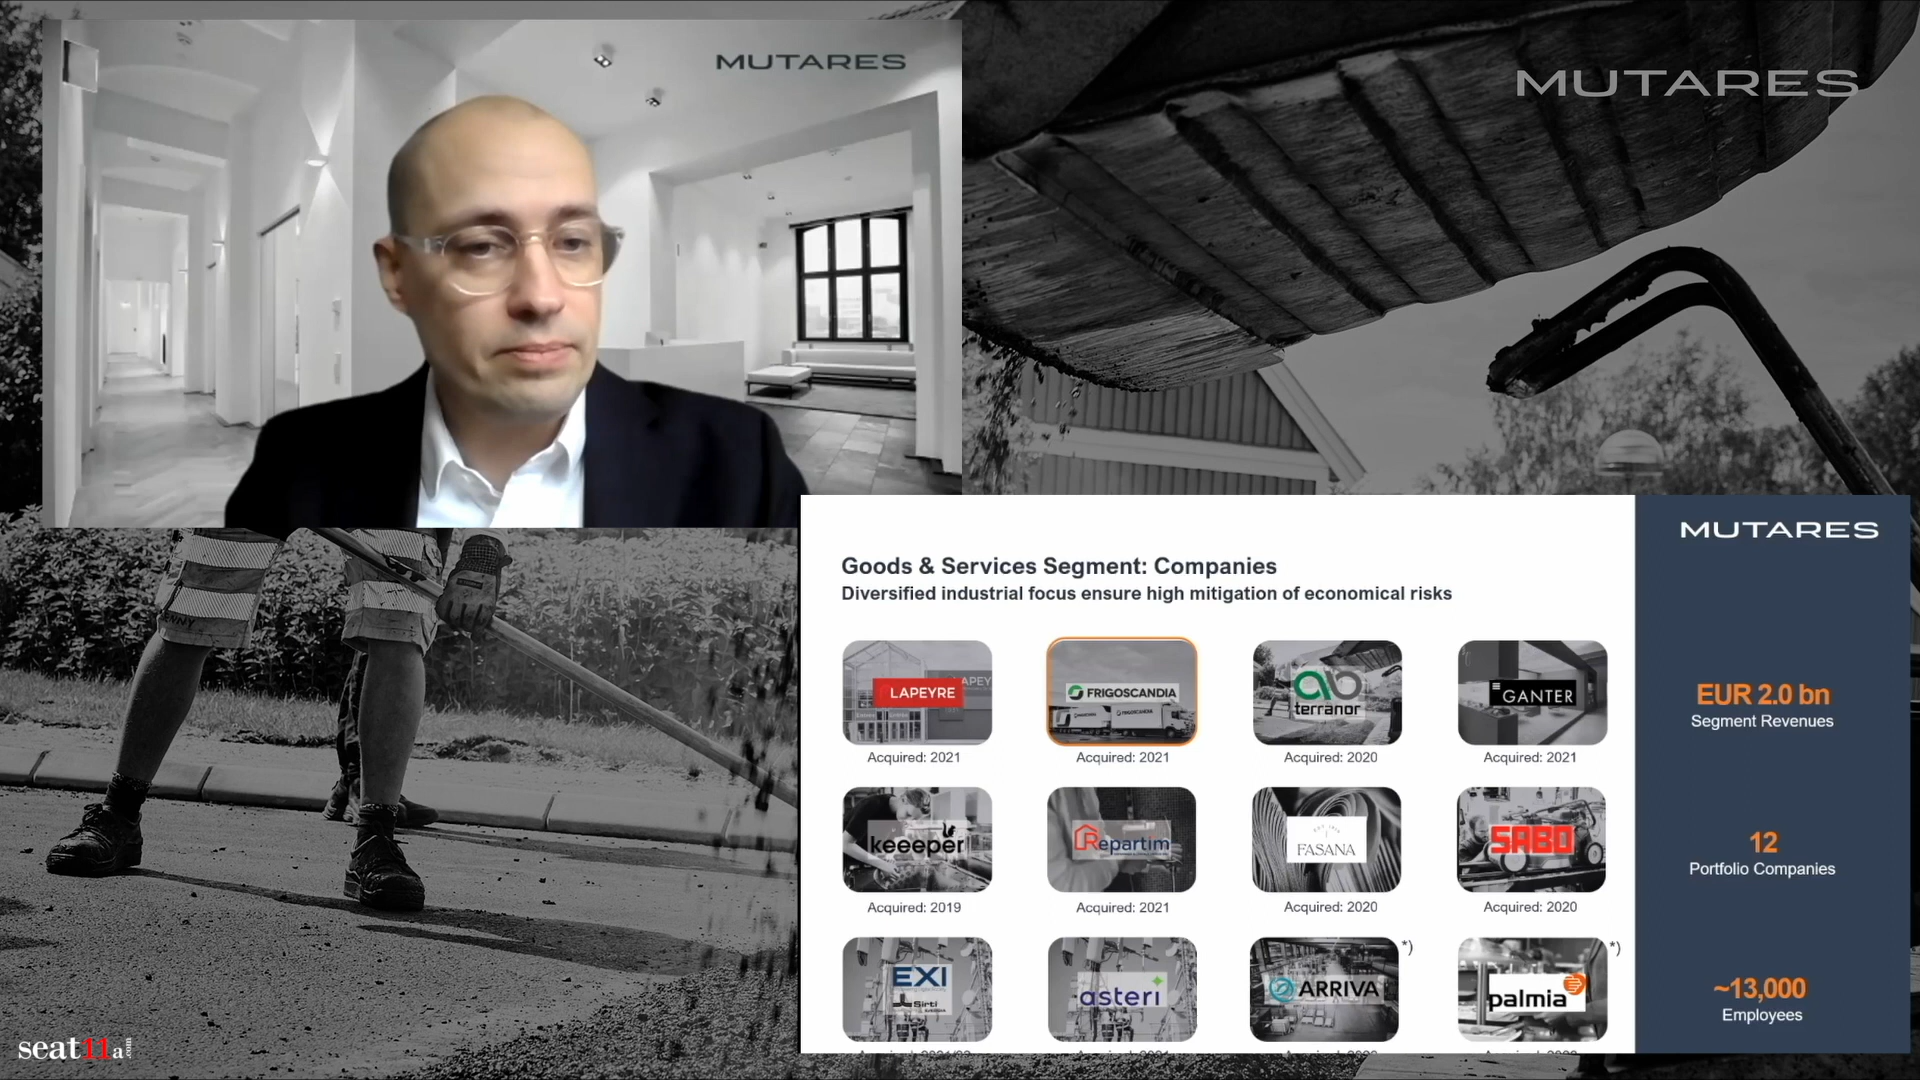 MUTARES
MUTARES
MUTARES
Goods & Services Segment: Companies
Diversified industrial focus ensure high mitigation of economical risks
LAPEYRE
FRIGOSCANDIA
terranor
GANTER
Acquired: 2021
Acquired: 2021
Acquired: 2020
Acquired: 2021
keeeper
Repartim
FASANA
SABO
Acquired: 2019
Acquired: 2021
Acquired: 2020
Acquired: 2020
EXI
Sirti
asteri
ARRIVA
*)
palmia
*)
EUR 2.0 bn
Segment Revenues
12
Portfolio Companies
~13,000
Employees
seat11a.com